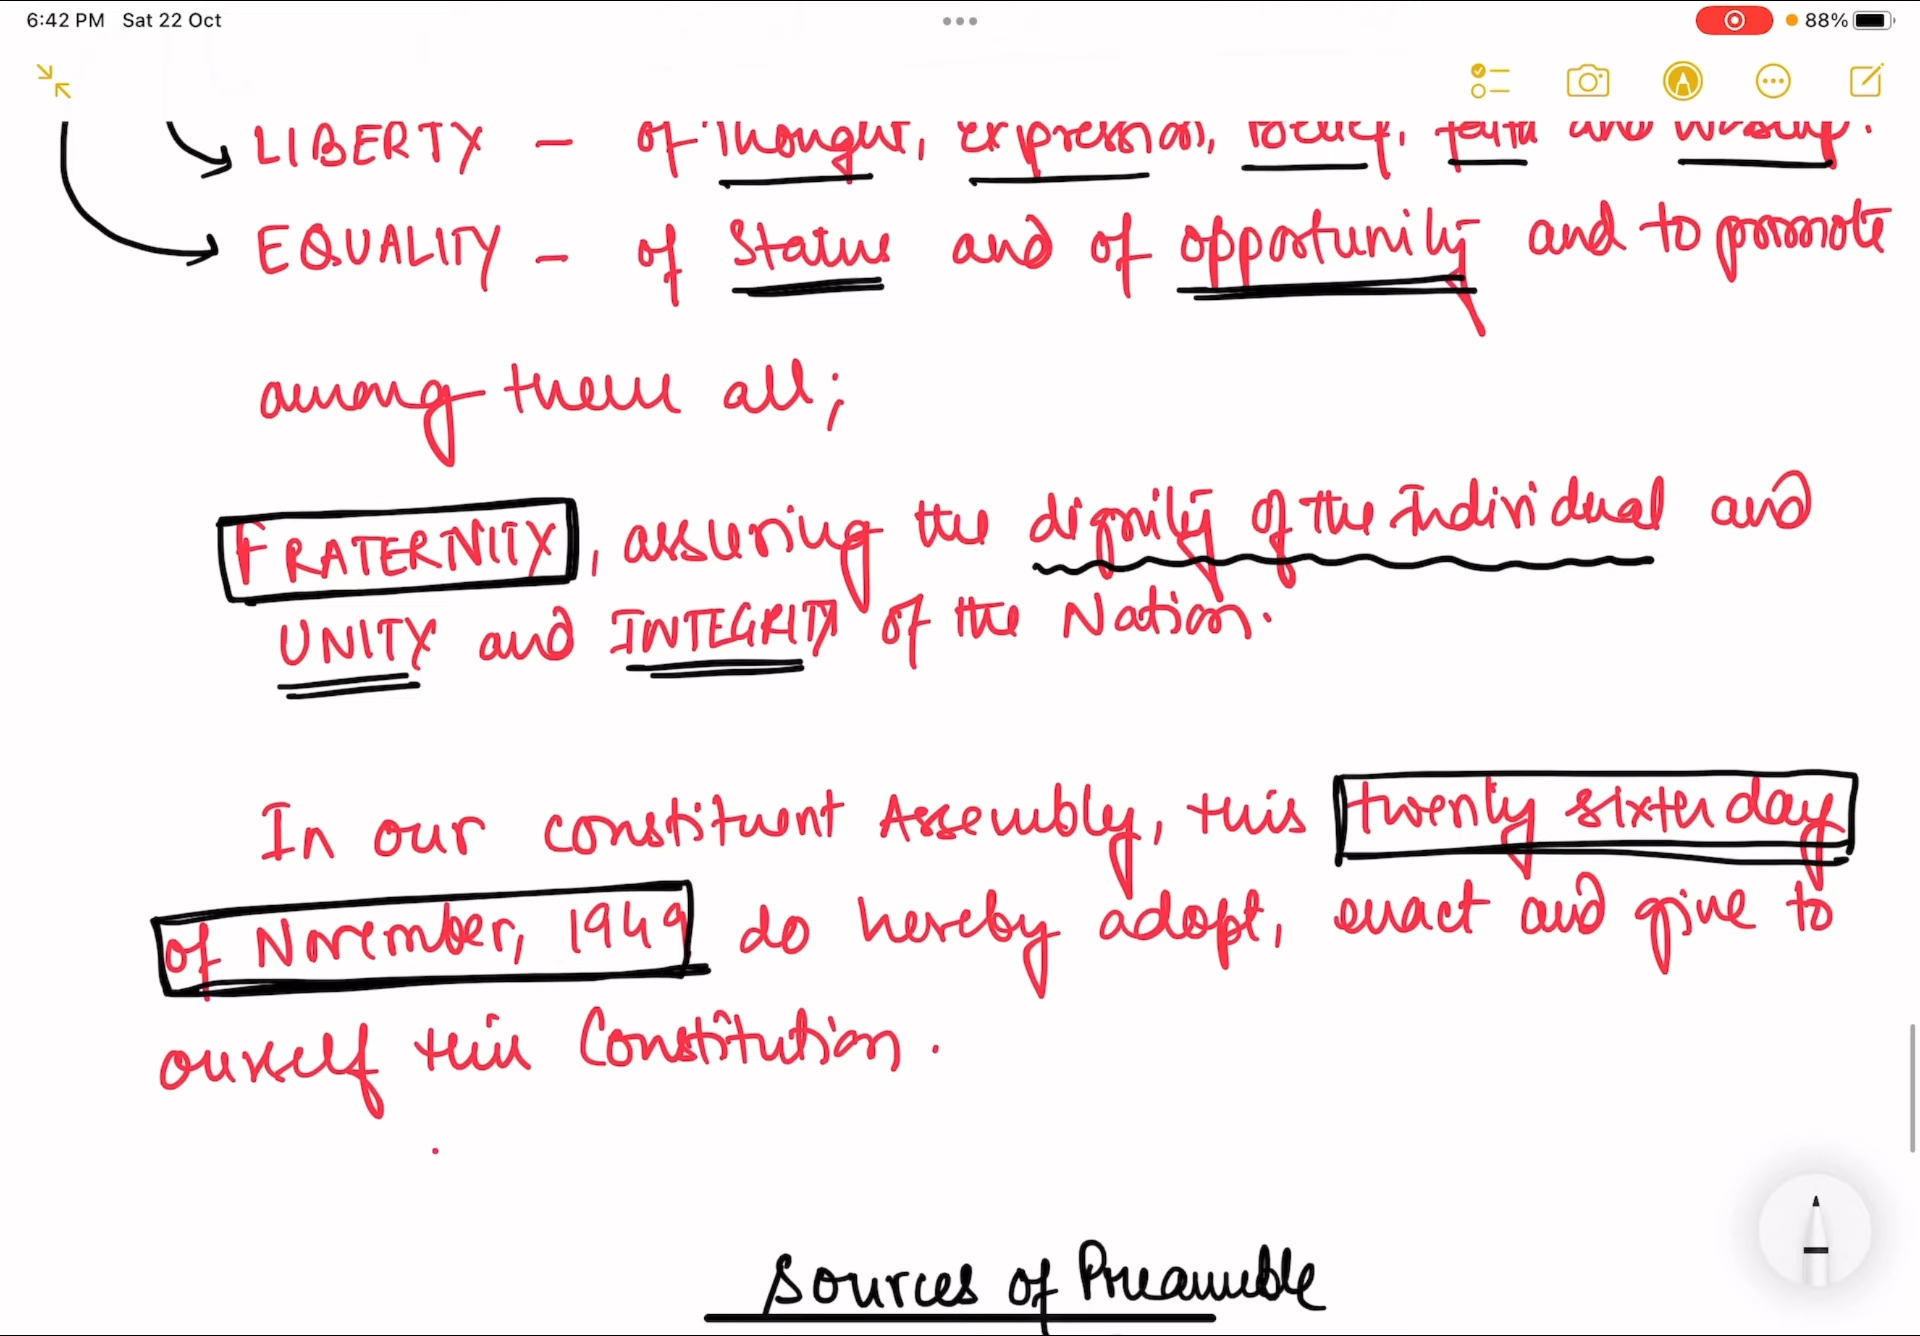 6:42 PM Sat 22 Oct
88%
LIBERTY - of Thought, expression, belief, faith and worship.
EQUALITY - of Status and of opportunity and to promote
among them all;
FRATERNITY, assuring the dignity of the Individual and
UNITY and INTEGRITY of the Nation.
In our constituent Assembly, this twenty sixth day
of November, 1949 do hereby adopt, enact and give to
ourself this Constitution.
Sources of Preamble